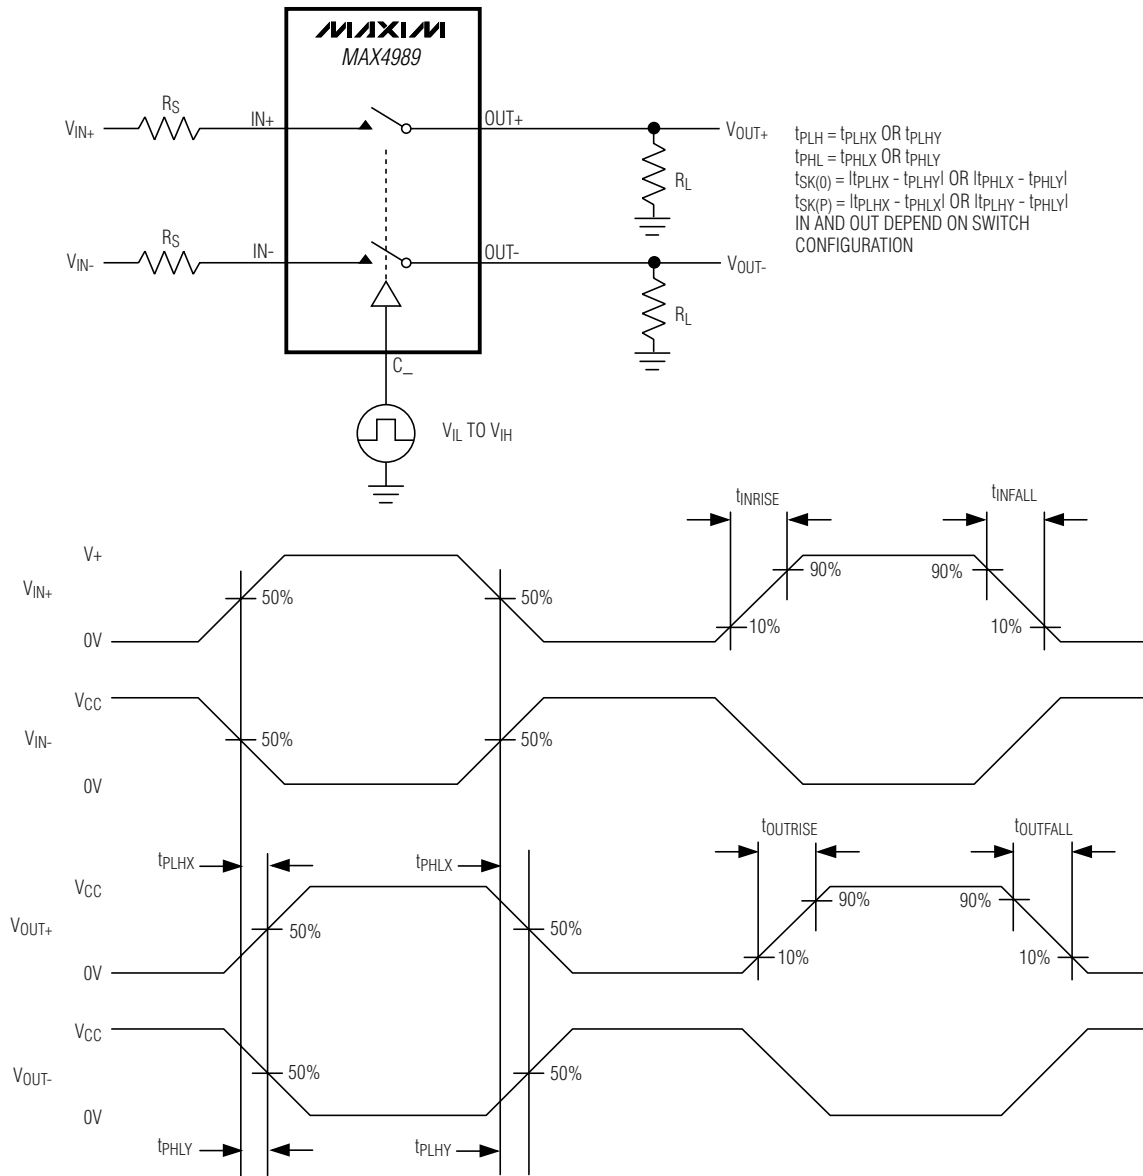 MAXIM
MAX4989
RS
VIN+
IN+
OUT+
VOUT+
RL
tPLH = tPLHX OR tPLHY
tPHL = tPHLX OR tPHLY
tSK(0) = |tPLHX - tPLHY| OR |tPHLX - tPHLY|
tSK(P) = |tPLHX - tPHLX| OR |tPLHY - tPHLY|
IN AND OUT DEPEND ON SWITCH
CONFIGURATION
RS
VIN-
IN-
OUT-
VOUT-
RL
C_
VIL TO VIH
tINRISE
tINFALL
V+
VIN+
0V
50%
50%
90%
10%
90%
10%
VCC
VIN-
0V
50%
50%
tPLHX
tPHLX
tOUTRISE
tOUTFALL
VCC
VOUT+
0V
50%
50%
90%
10%
90%
10%
VCC
VOUT-
0V
50%
50%
tPHLY
tPLHY